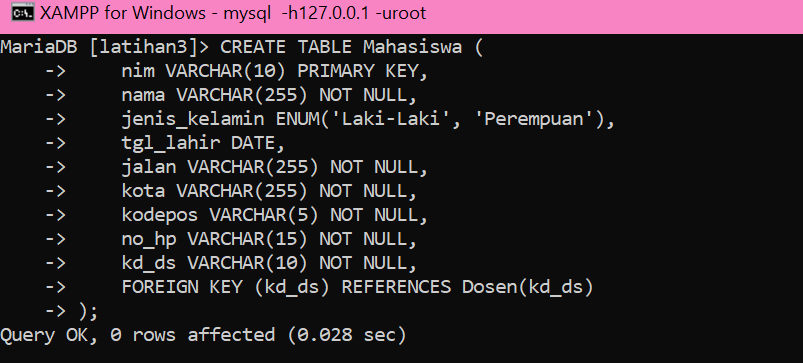 XAMPP for Windows - mysql  -h127.0.0.1 -uroot
MariaDB [latihan3]> CREATE TABLE Mahasiswa (
    ->     nim VARCHAR(10) PRIMARY KEY,
    ->     nama VARCHAR(255) NOT NULL,
    ->     jenis_kelamin ENUM('Laki-Laki', 'Perempuan'),
    ->     tgl_lahir DATE,
    ->     jalan VARCHAR(255) NOT NULL,
    ->     kota VARCHAR(255) NOT NULL,
    ->     kodepos VARCHAR(5) NOT NULL,
    ->     no_hp VARCHAR(15) NOT NULL,
    ->     kd_ds VARCHAR(10) NOT NULL,
    ->     FOREIGN KEY (kd_ds) REFERENCES Dosen(kd_ds)
    -> );
Query OK, 0 rows affected (0.028 sec)